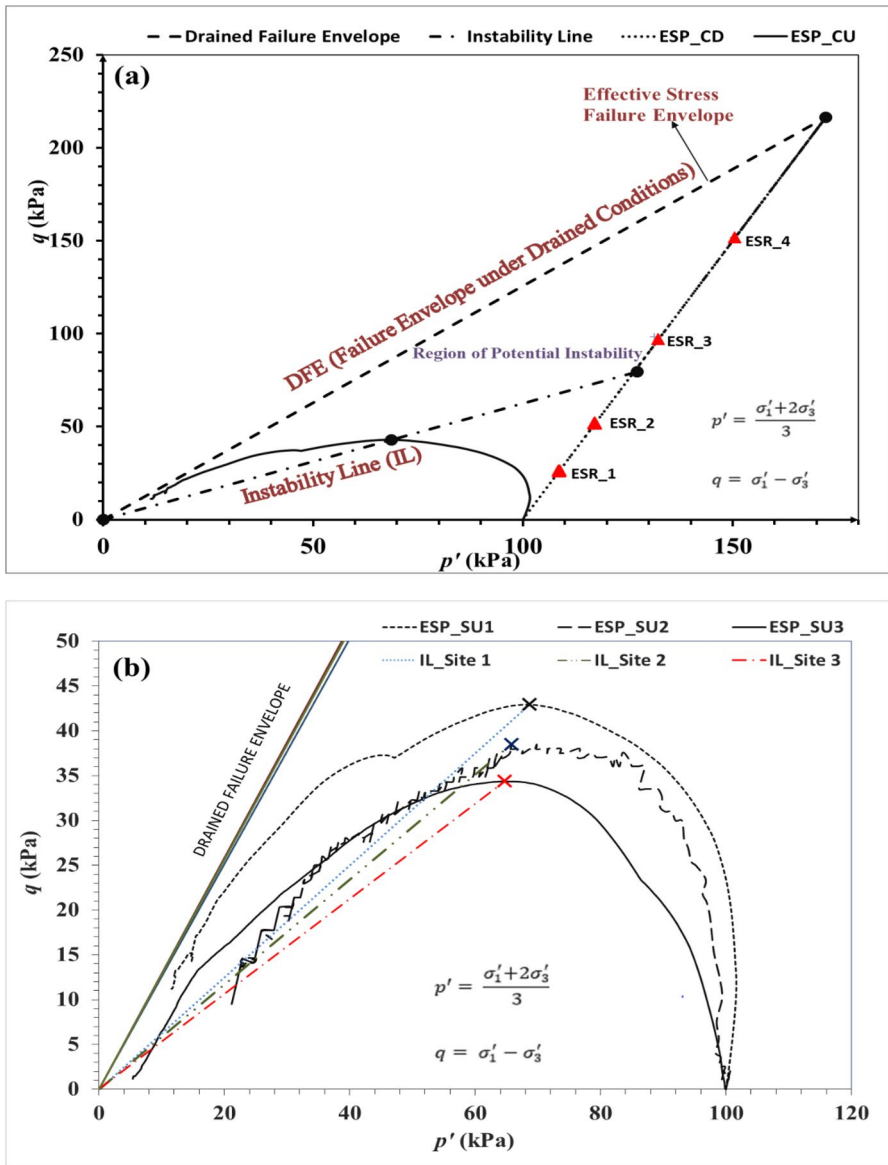 Drained Failure Envelope Instability Line ESP_CD ESP_CU
(a)
250
200
150
100
50
0
q (kPa)
Effective Stress
Failure Envelope
DFE (Failure Envelope under Drained Conditions)
ESR_4
Region of Potential Instability
ESR_3
ESR_2
ESR_1
Instability Line (IL)
p′ = (σ′₁+2σ′₃)/3
q = σ′₁ − σ′₃
0 50 100 150
p′ (kPa)
ESP_SU1 ESP_SU2 ESP_SU3
IL_Site 1 IL_Site 2 IL_Site 3
(b)
50
45
40
35
30
25
20
15
10
5
0
q (kPa)
DRAINED FAILURE ENVELOPE
p′ = (σ′₁+2σ′₃)/3
q = σ′₁ − σ′₃
0 20 40 60 80 100 120
p′ (kPa)